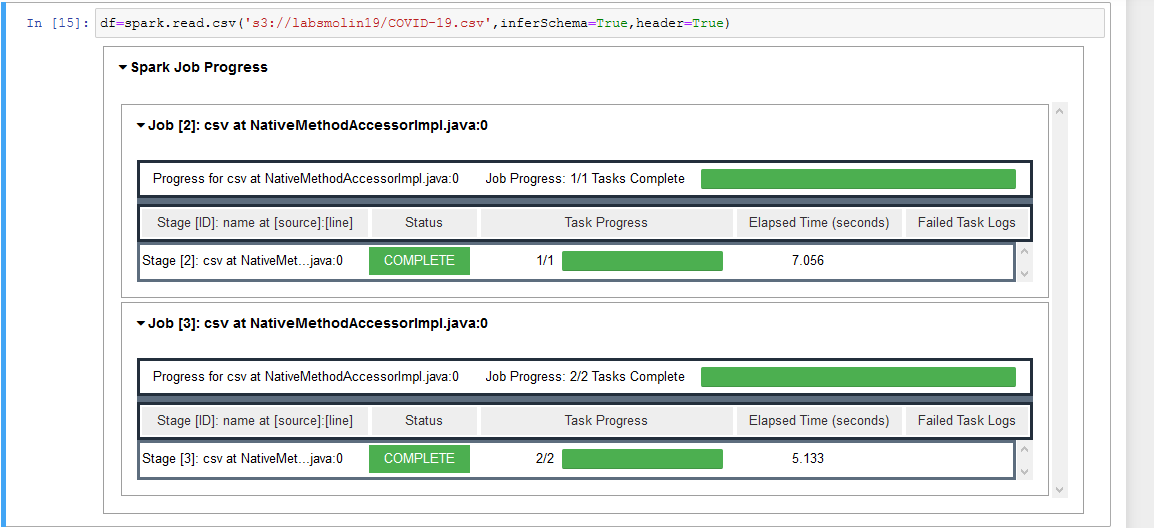 In [15]: df=spark.read.csv('s3://labsmolin19/COVID-19.csv',inferSchema=True,header=True)
Spark Job Progress
Job [2]: csv at NativeMethodAccessorImpl.java:0
Progress for csv at NativeMethodAccessorImpl.java:0 Job Progress: 1/1 Tasks Complete
Stage [ID]: name at [source]:[line] Status Task Progress Elapsed Time (seconds) Failed Task Logs
Stage [2]: csv at NativeMet...java:0 COMPLETE 1/1 7.056
Job [3]: csv at NativeMethodAccessorImpl.java:0
Progress for csv at NativeMethodAccessorImpl.java:0 Job Progress: 2/2 Tasks Complete
Stage [ID]: name at [source]:[line] Status Task Progress Elapsed Time (seconds) Failed Task Logs
Stage [3]: csv at NativeMet...java:0 COMPLETE 2/2 5.133